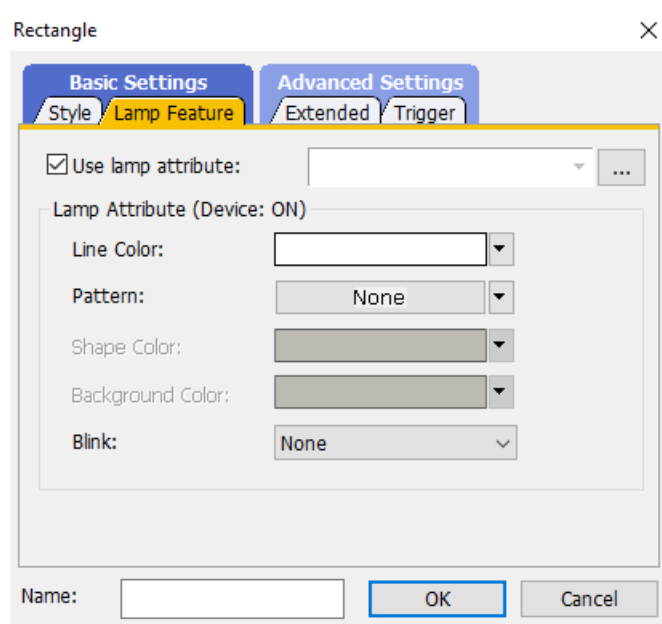 Rectangle
Basic Settings Advanced Settings
Style Lamp Feature Extended Trigger
Use lamp attribute: ...
Lamp Attribute (Device: ON)
Line Color:
Pattern: None
Shape Color:
Background Color:
Blink: None
Name: OK Cancel